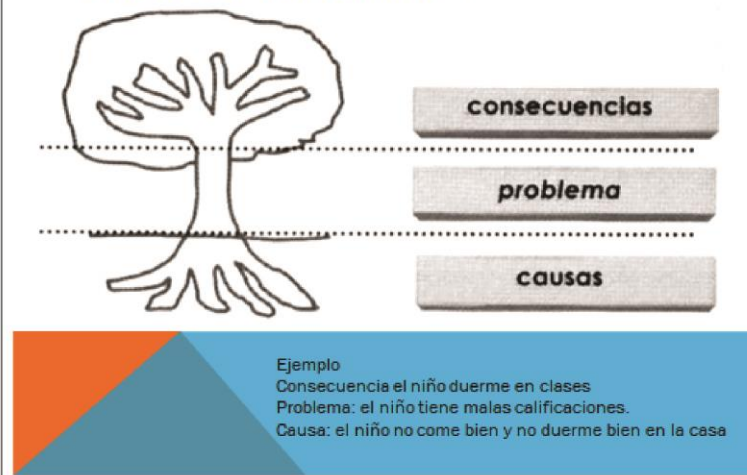 consecuencias
problema
causas
Ejemplo
Consecuencia el niño duerme en clases
Problema: el niño tiene malas calificaciones.
Causa: el niño no come bien y no duerme bien en la casa